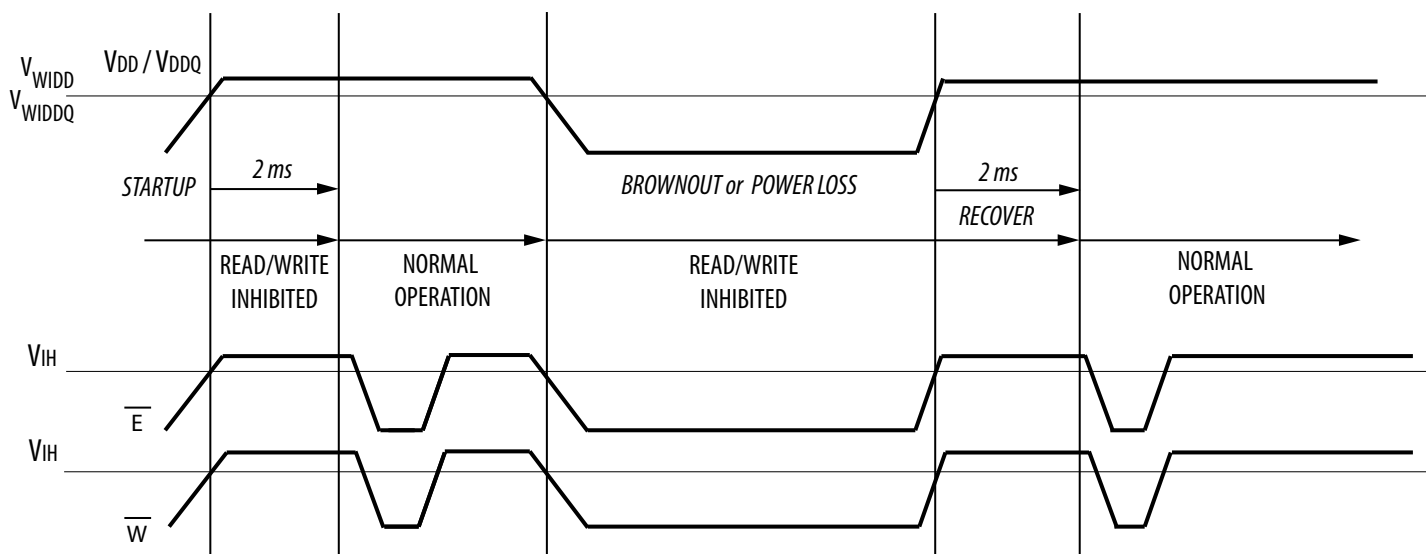 VWIDD
VDD / VDDQ
VWIDDQ
STARTUP
2 ms
BROWNOUT or POWER LOSS
2 ms
RECOVER
READ/WRITE
INHIBITED
NORMAL
OPERATION
READ/WRITE
INHIBITED
NORMAL
OPERATION
VIH
E
VIH
W